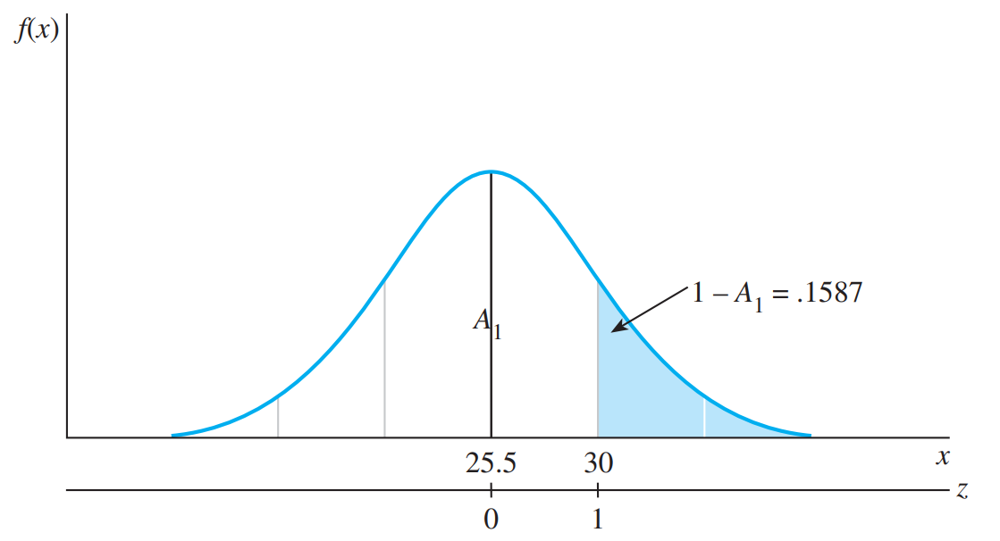 f(x)
1 – A₁ = .1587
A₁
25.5 30 x
z
0 1